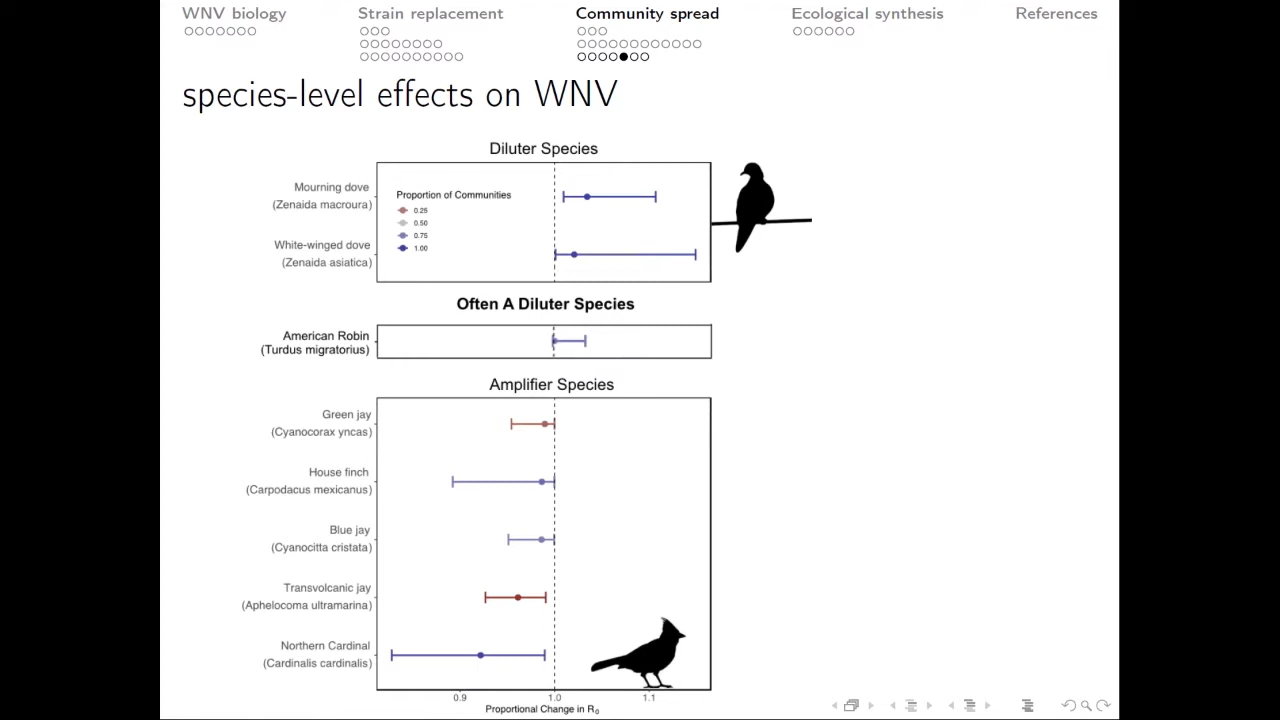 WNV biology
Strain replacement
Community spread
Ecological synthesis
References
species-level effects on WNV
Diluter Species
Mourning dove
(Zenaida macroura)
White-winged dove
(Zenaida asiatica)
Proportion of Communities
0.25
0.50
0.75
1.00
Often A Diluter Species
American Robin
(Turdus migratorius)
Amplifier Species
Green jay
(Cyanocorax yncas)
House finch
(Carpodacus mexicanus)
Blue jay
(Cyanocitta cristata)
Transvolcanic jay
(Aphelocoma ultramarina)
Northern Cardinal
(Cardinalis cardinalis)
0.9 1.0 1.1
Proportional Change in R₀